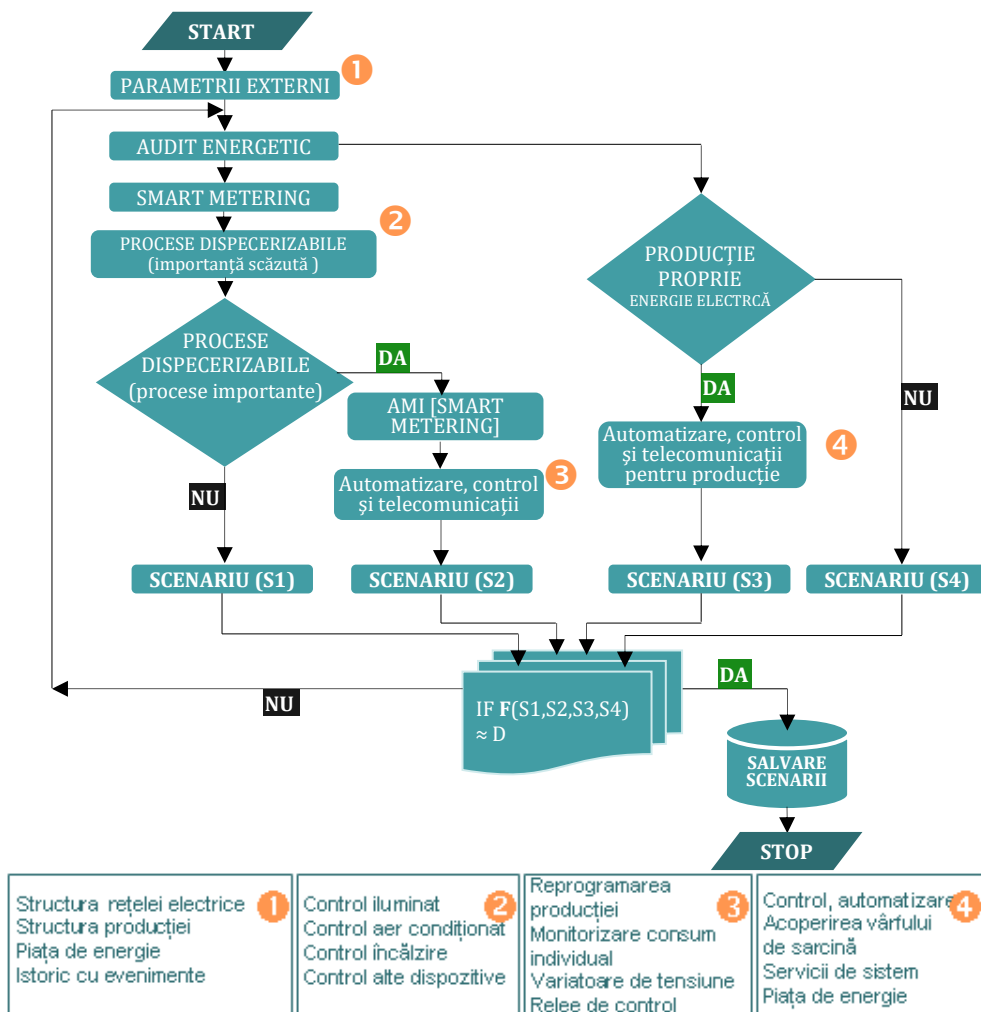 START
1
PARAMETRII EXTERNI
AUDIT ENERGETIC
SMART METERING
2
PROCESE DISPECERIZABILE
(importanță scăzută )
PROCESE
DISPECERIZABILE
(procese importante)
DA
NU
AMI [SMART
METERING]
3
Automatizare, control
şi telecomunicații
PRODUCȚIE
PROPRIE
ENERGIE ELECTRCĂ
DA
NU
4
Automatizare, control
şi telecomunicații
pentru producție
SCENARIU (S1)
SCENARIU (S2)
SCENARIU (S3)
SCENARIU (S4)
NU
IF F(S1,S2,S3,S4)
≈ D
DA
SALVARE
SCENARII
STOP
1
Structura rețelei electrice
Structura producției
Piața de energie
Istoric cu evenimente
2
Control iluminat
Control aer condiționat
Control încălzire
Control alte dispozitive
3
Reprogramarea
producției
Monitorizare consum
individual
Variatoare de tensiune
Relee de control
4
Control, automatizare
Acoperirea vârfului
de sarcină
Servicii de sistem
Piața de energie